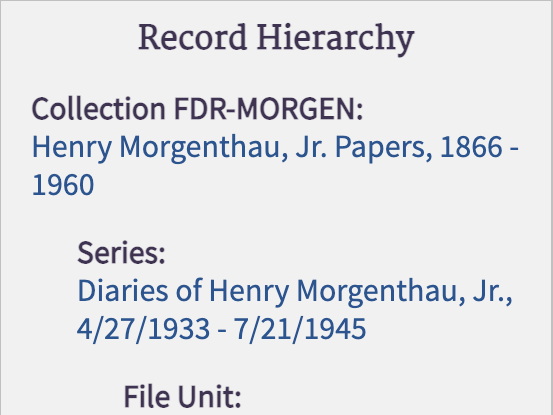 Record Hierarchy
Collection FDR-MORGEN:
Henry Morgenthau, Jr. Papers, 1866 -
1960
Series:
Diaries of Henry Morgenthau, Jr.,
4/27/1933 - 7/21/1945
File Unit: